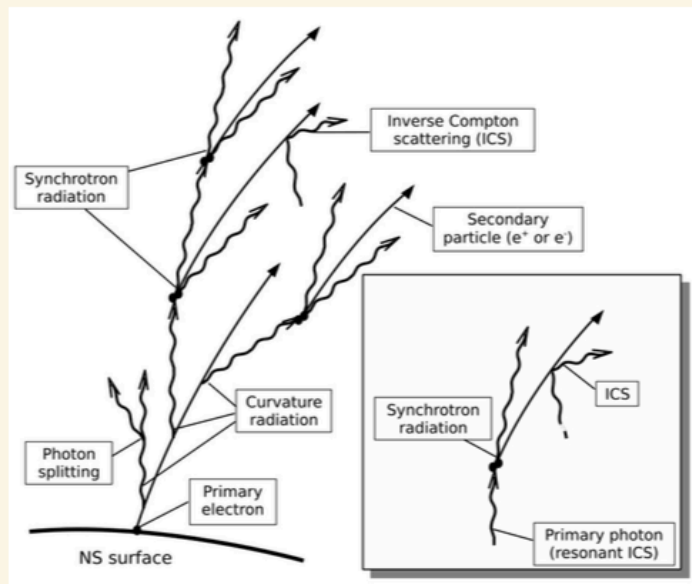 Inverse Compton
scattering (ICS)
Synchrotron
radiation
Secondary
particle (e⁺ or e⁻)
Curvature
radiation
Photon
splitting
Primary
electron
NS surface
ICS
Synchrotron
radiation
Primary photon
(resonant ICS)